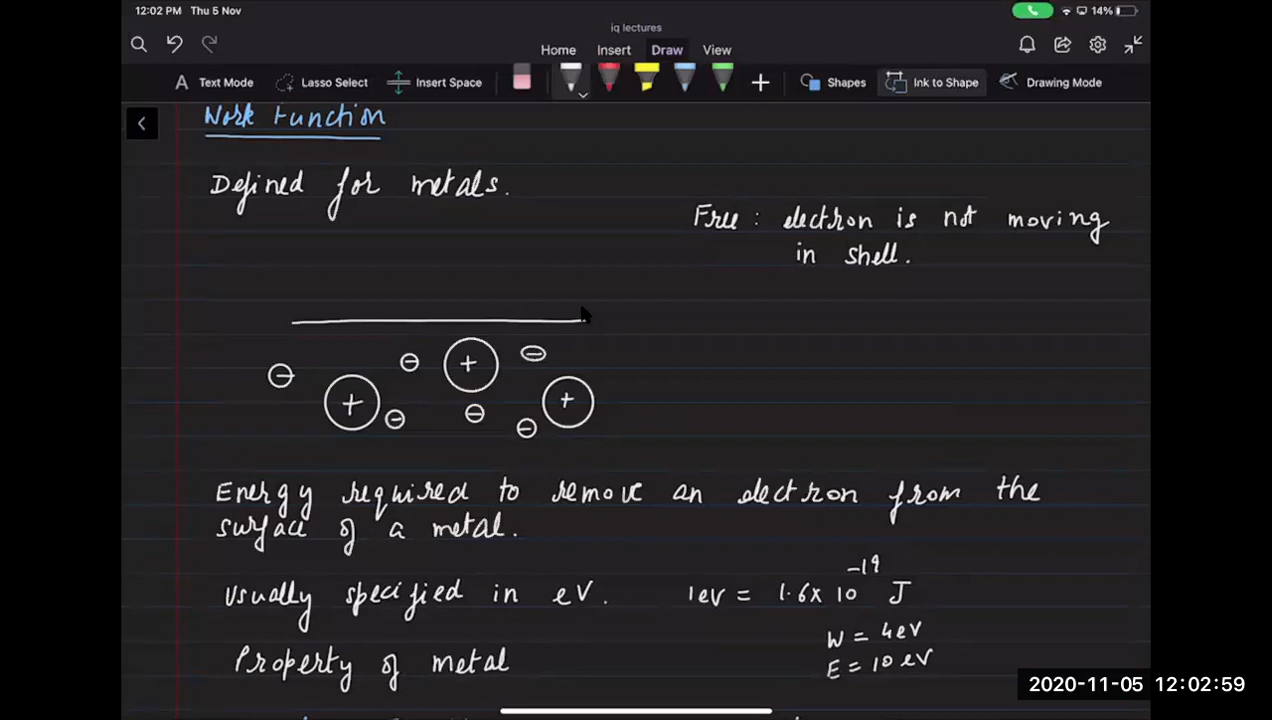 12:02 PM Thu 5 Nov
14%
iq lectures
Home Insert Draw View
Text Mode Lasso Select Insert Space Shapes Ink to Shape Drawing Mode
Work Function
Defined for metals.
Free : electron is not moving
in shell.
+ + +
Energy required to remove an electron from the
surface of a metal.
Usually specified in eV. 1eV = 1.6x 10⁻¹⁹ J
W = 4eV
Property of metal
E = 10 eV
2020-11-05 12:02:59